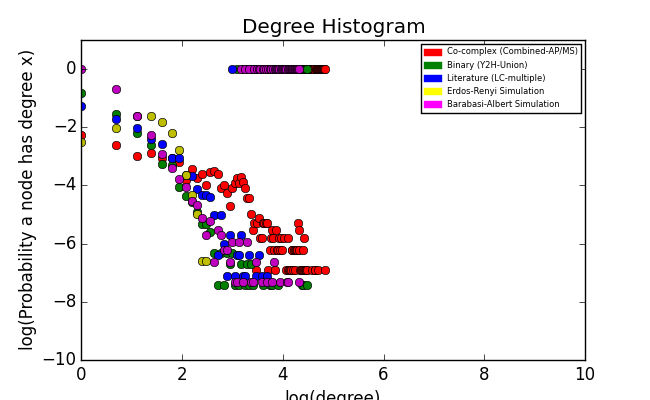 Degree Histogram
Co-complex (Combined-AP/MS)
Binary (Y2H-Union)
Literature (LC-multiple)
Erdos-Renyi Simulation
Barabasi-Albert Simulation
log(Probability a node has degree x)
0
−2
−4
−6
−8
−10
0 2 4 6 8 10
log(degree)